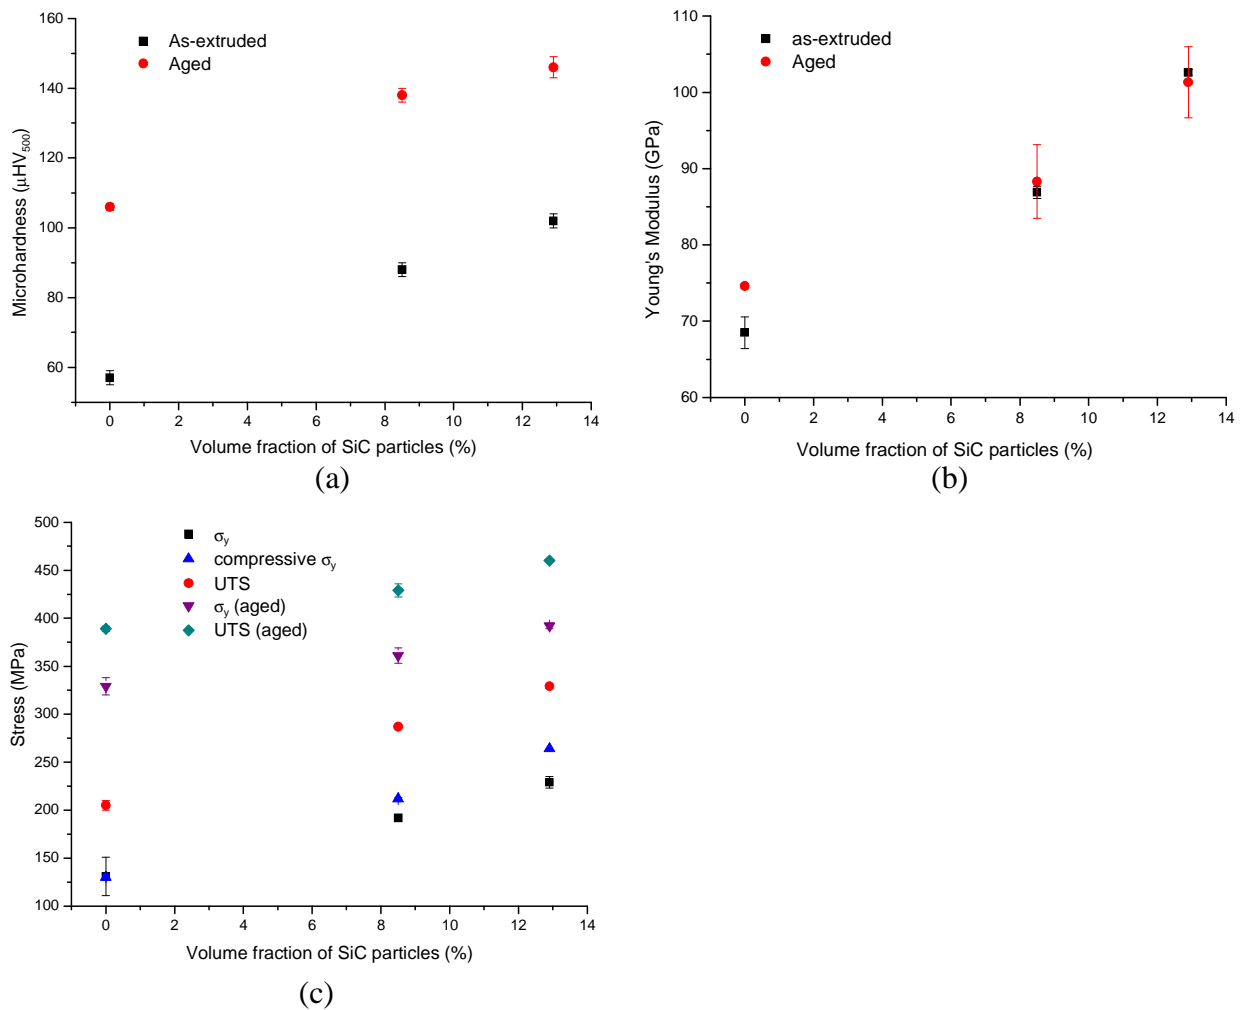 160
140
120
100
80
60
Microhardness (μHV500)
As-extruded
Aged
0 2 4 6 8 10 12 14
Volume fraction of SiC particles (%)
(a)
110
100
90
80
70
60
Young's Modulus (GPa)
as-extruded
Aged
0 2 4 6 8 10 12 14
Volume fraction of SiC particles (%)
(b)
500
450
400
350
300
250
200
150
100
Stress (MPa)
σy
compressive σy
UTS
σy (aged)
UTS (aged)
0 2 4 6 8 10 12 14
Volume fraction of SiC particles (%)
(c)